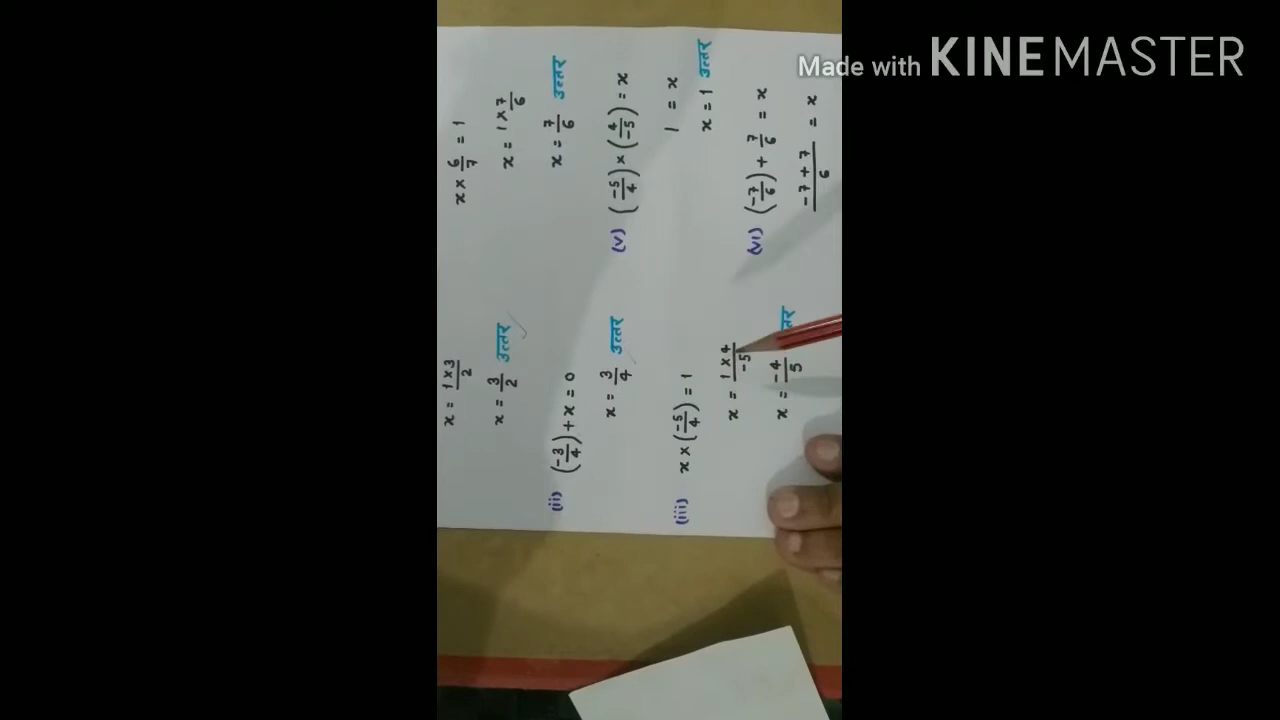 Made with KINEMASTER
x = 1 × 3 / 2
x = 3/2 उत्तर
(ii) (-3/4) + x = 0
x = 3/4 उत्तर
(iii) x × (-5/4) = 1
x = 1 × 4 / -5
x = -4/5
x × 6/7 = 1
x = 1 × 7/6
x = 7/6 उत्तर
(v) (-5/4) × (4/-5) = x
1 = x
x = 1 उत्तर
(vi) (-7/6) + 7/6 = x
-7 + 7 / 6 = x